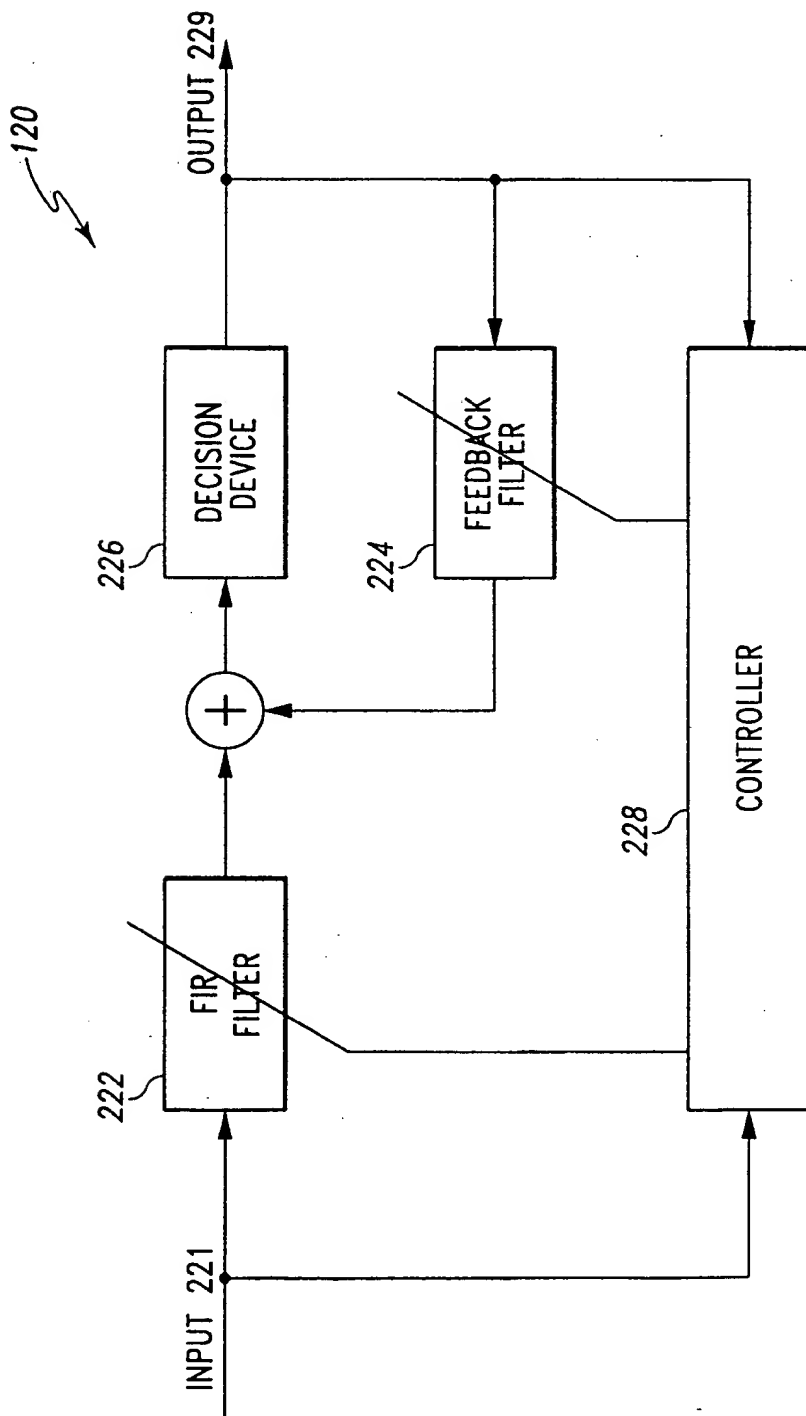 120
INPUT 221
222
FIR
FILTER
+
226
DECISION
DEVICE
OUTPUT 229
224
FEEDBACK
FILTER
228
CONTROLLER